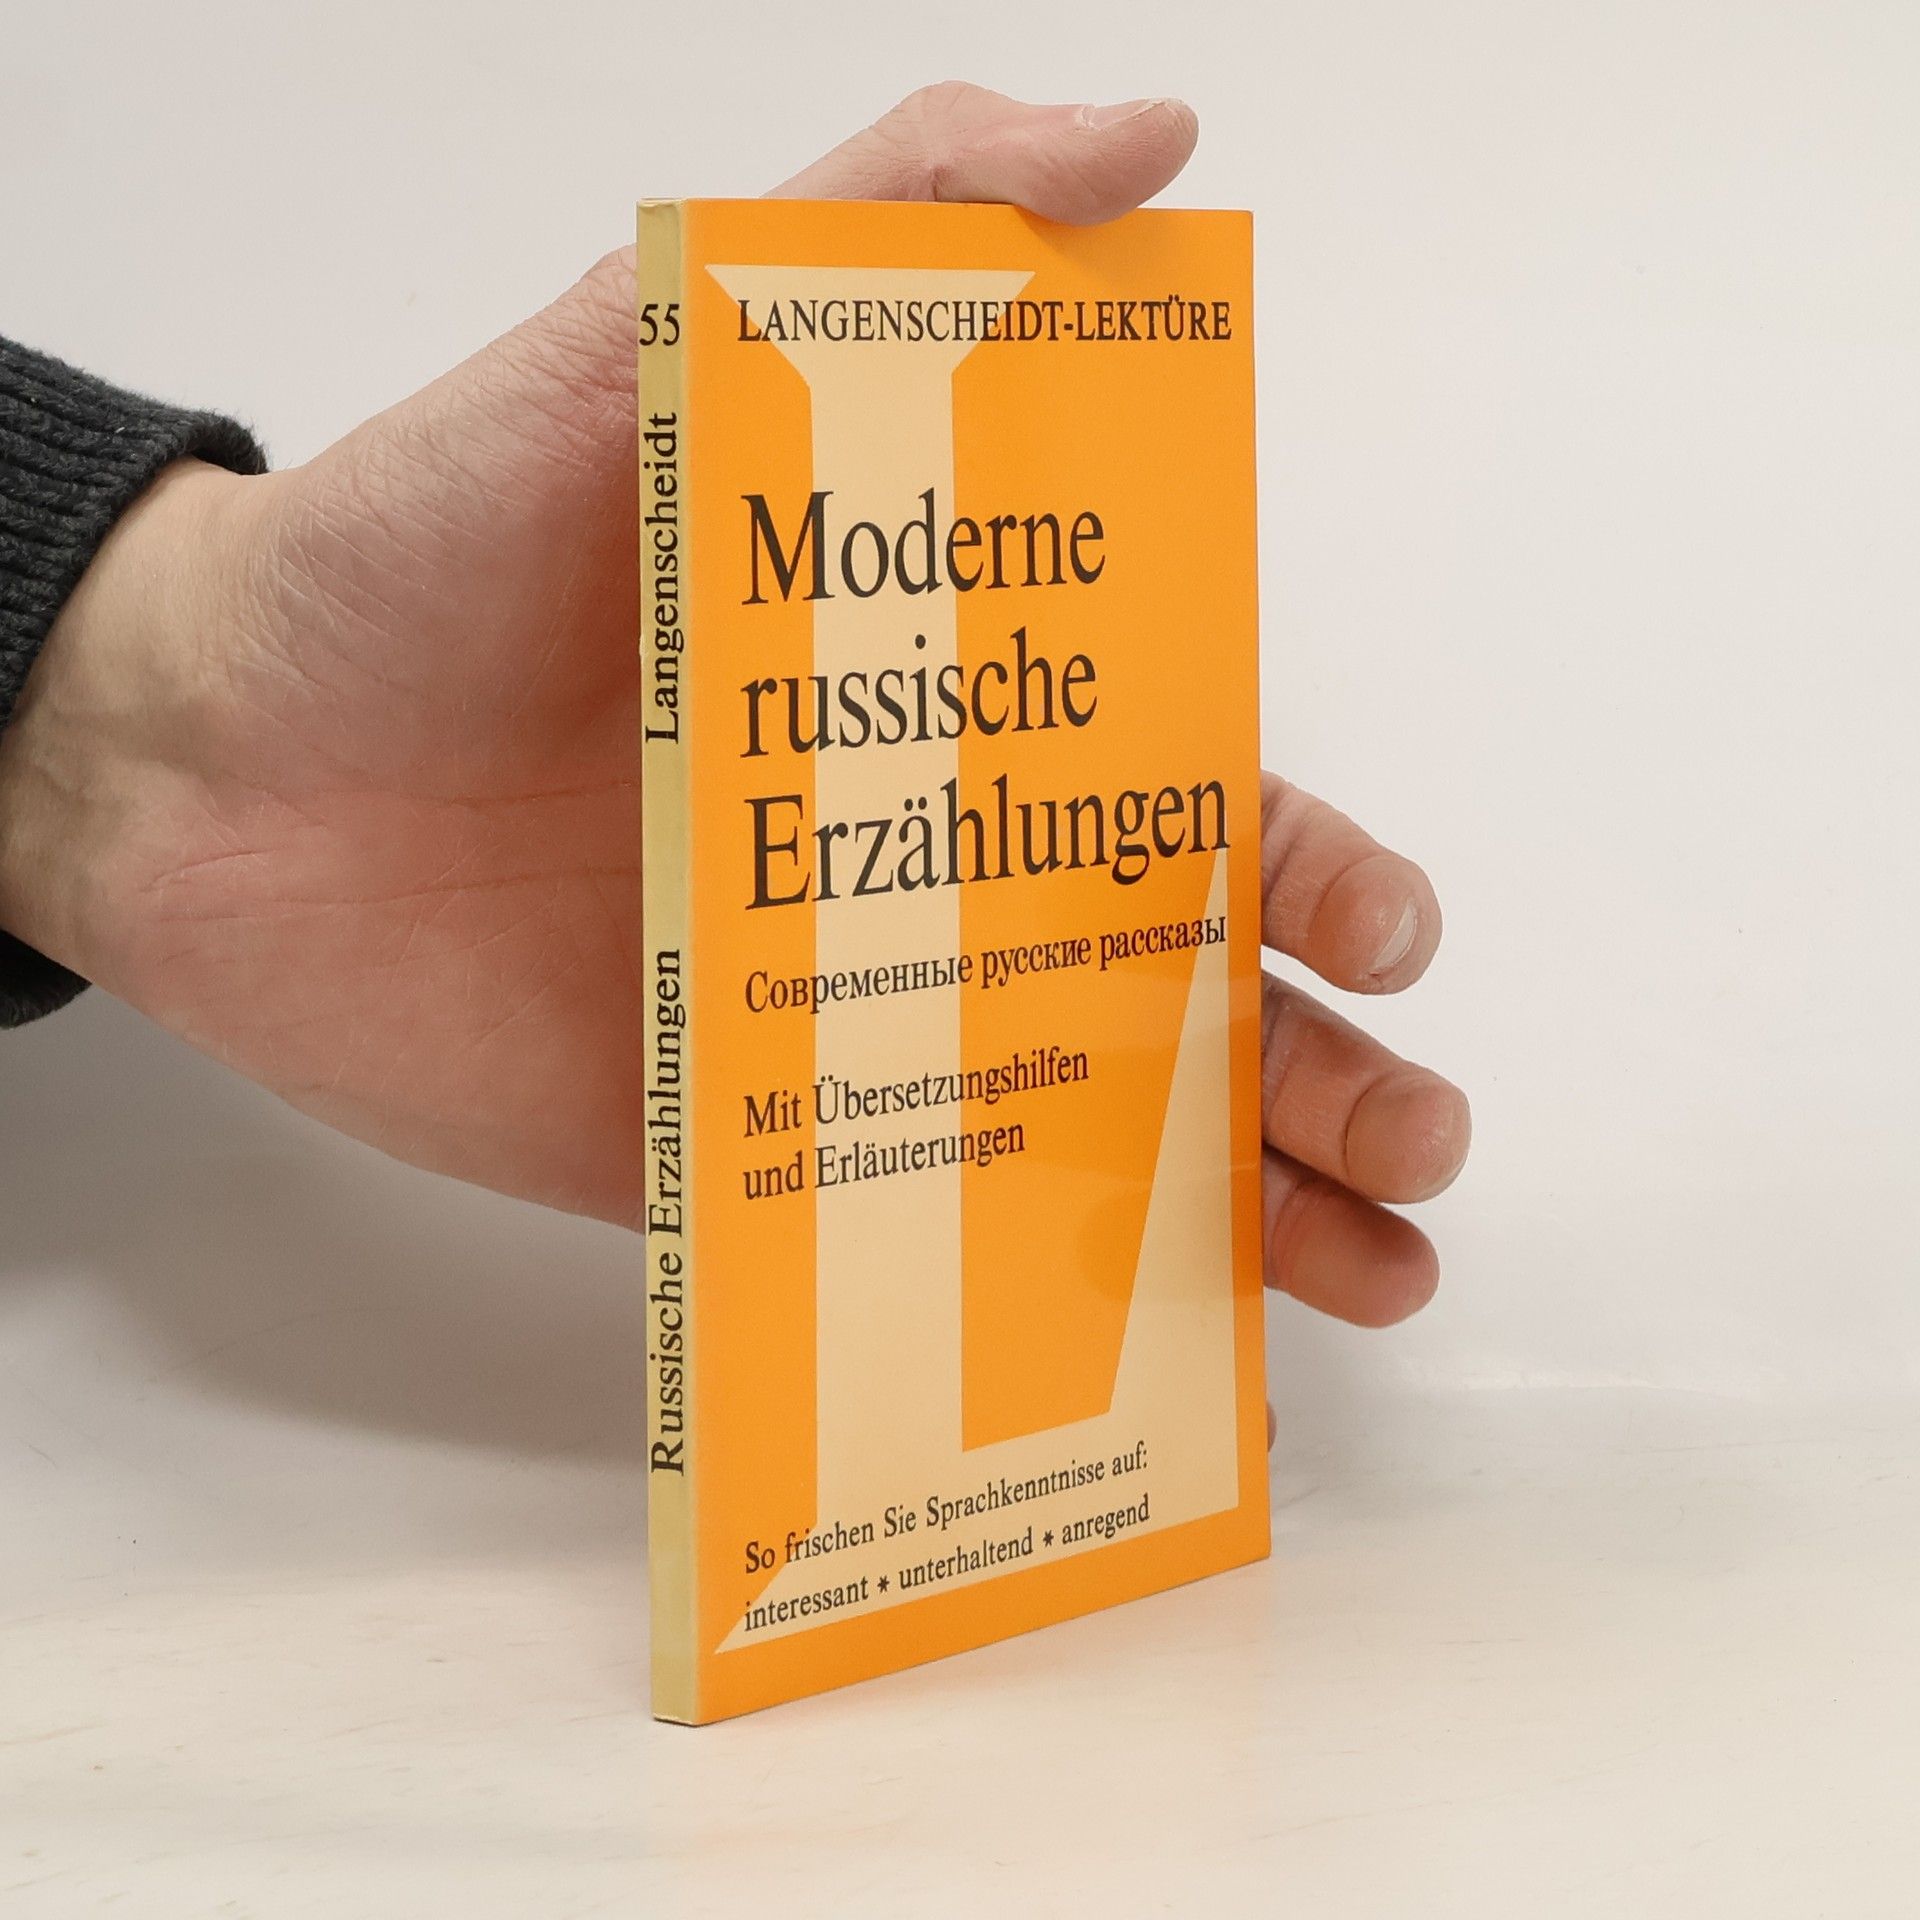 55
Langenscheidt
Russische Erzählungen
LANGENSCHEIDT-LEKTÜRE
Moderne
russische
Erzählungen
Современные русские рассказы
Mit Übersetzungshilfen
und Erläuterungen
So frischen Sie Sprachkenntnisse auf:
interessant * unterhaltend * anregend